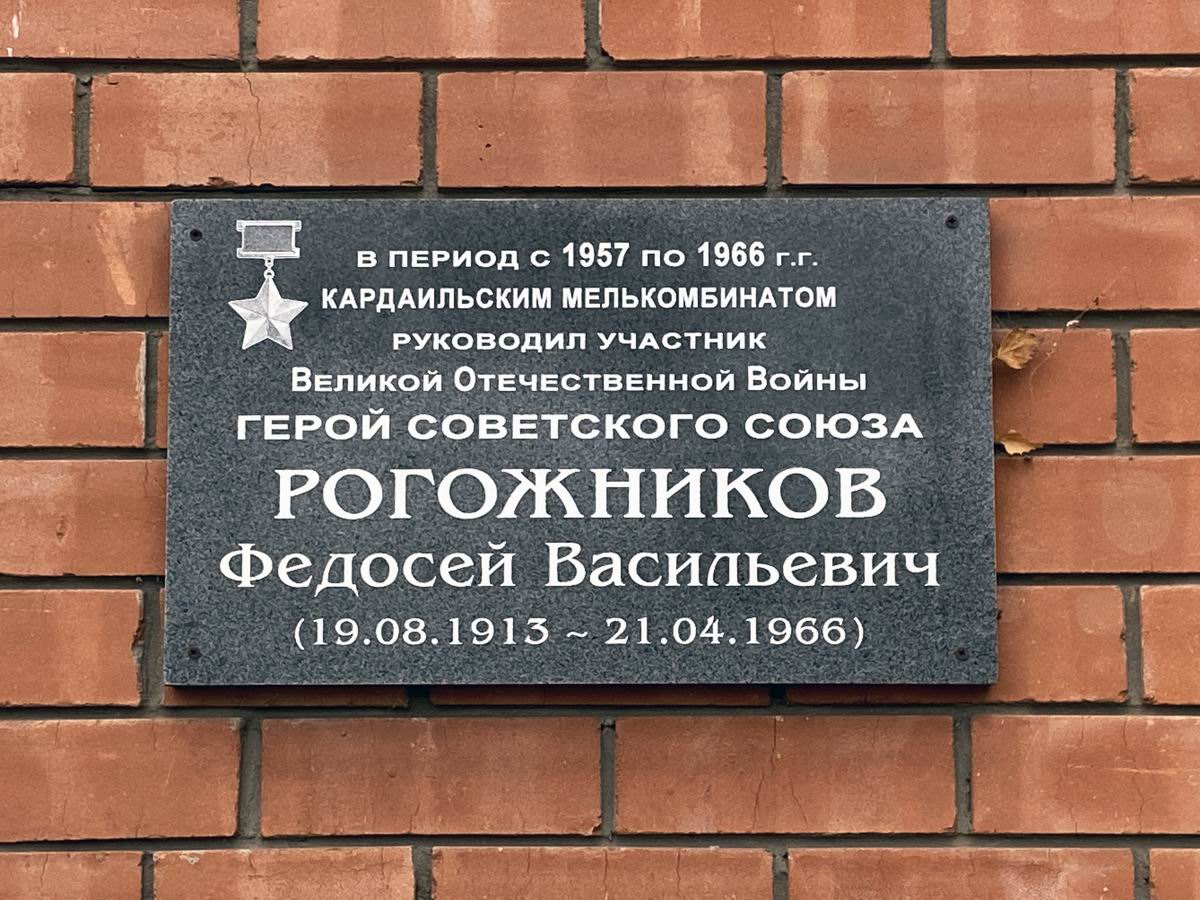 В ПЕРИОД С 1957 ПО 1966 Г.Г.
КАРДАИЛЬСКИМ МЕЛЬКОМБИНАТОМ
РУКОВОДИЛ УЧАСТНИК
ВЕЛИКОЙ ОТЕЧЕСТВЕННОЙ ВОЙНЫ
ГЕРОЙ СОВЕТСКОГО СОЮЗА
РОГОЖНИКОВ
Федосей Васильевич
(19.08.1913 ~ 21.04.1966)